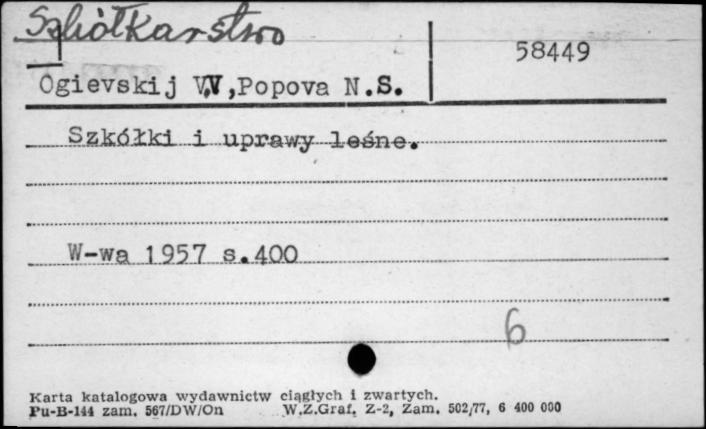 Szkółkarstwo
58449
Ogievskij V.V,Popova N.S.
Szkółki i uprawy leśne.
W-wa 1957 s.400
6
Karta katalogowa wydawnictw ciągłych i zwartych.
Pu-B-144 zam. 567/DW/On W.Z.Graf. Z-2, Zam. 502/77, 6 400 000